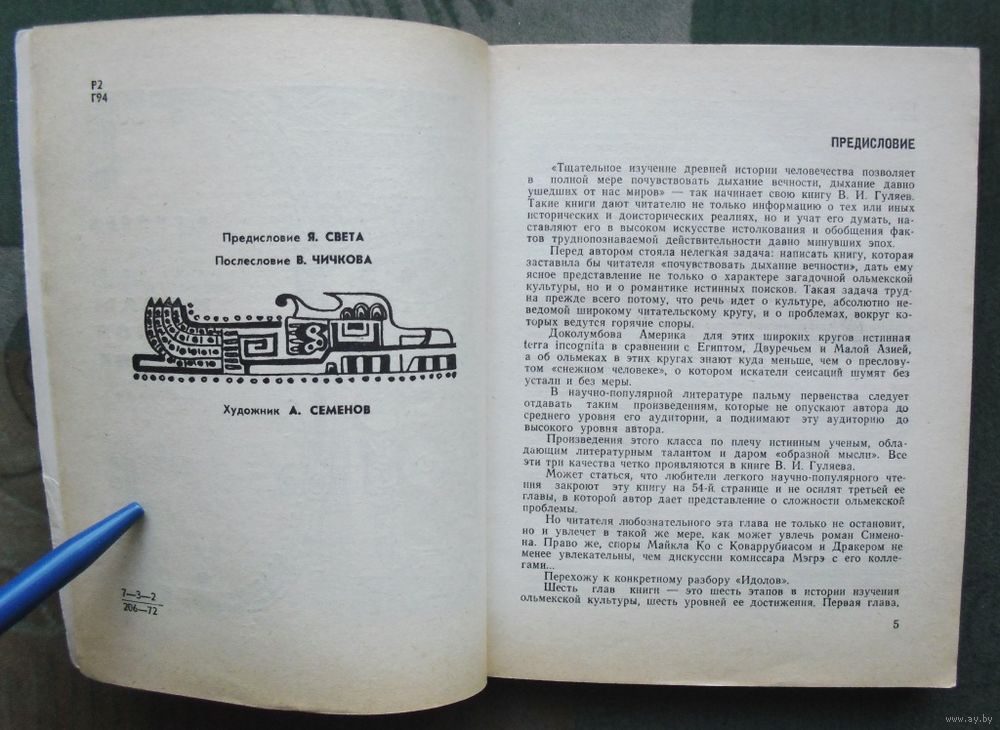 Р2
Г94
Предисловие Я. СВЕТА
Послесловие В. ЧИЧКОВА
Художник А. СЕМЕНОВ
7—3—2
206—72
ПРЕДИСЛОВИЕ
«Тщательное изучение древней истории человечества позволяет
в полной мере почувствовать дыхание вечности, дыхание давно
ушедших от нас миров» — так начинает свою книгу В. И. Гуляев.
Такие книги дают читателю не только информацию о тех или иных
исторических и доисторических реалиях, но и учат его думать, на-
ставляют его в высоком искусстве истолкования и обобщения фак-
тов труднопознаваемой действительности давно минувших эпох.
Перед автором стояла нелегкая задача: написать книгу, которая
заставила бы читателя «почувствовать дыхание вечности», дать ему
ясное представление не только о характере загадочной ольмекской
культуры, но и о романтике истинных поисков. Такая задача труд-
на прежде всего потому, что речь идет о культуре, абсолютно не-
ведомой широкому читательскому кругу, и о проблемах, вокруг ко-
торых ведутся горячие споры.
Доколумбова Америка для этих широких кругов истинная
terra incognita в сравнении с Египтом, Двуречьем и Малой Азией,
а об ольмеках в этих кругах знают куда меньше, чем о преслову-
том «снежном человеке», о котором искатели сенсаций шумят без
устали и без меры.
В научно-популярной литературе пальму первенства следует
отдавать таким произведениям, которые не опускают автора до
среднего уровня его аудитории, а поднимают эту аудиторию до
высокого уровня автора.
Произведения этого класса по плечу истинным ученым, обла-
дающим литературным талантом и даром «образной мысли». Все
эти три качества четко проявляются в книге В. И. Гуляева.
Может статься, что любители легкого научно-популярного чте-
ния закроют эту книгу на 54-й странице и не осилят третьей ее
главы, в которой автор дает представление о сложности ольмекской
проблемы.
Но читателя любознательного эта глава не только не остановит,
но и увлечет в такой же мере, как может увлечь роман Сименo-
на. Право же, споры Майкла Ко с Коваррубиасом и Дракером не
менее увлекательны, чем дискуссии комиссара Мэгрэ с его колле-
гами...
Перехожу к конкретному разбору «Идолов».
Шесть глав книги — это шесть этапов в истории изучения
ольмекской культуры, шесть уровней ее достижения. Первая глава,
5
www.ay.by